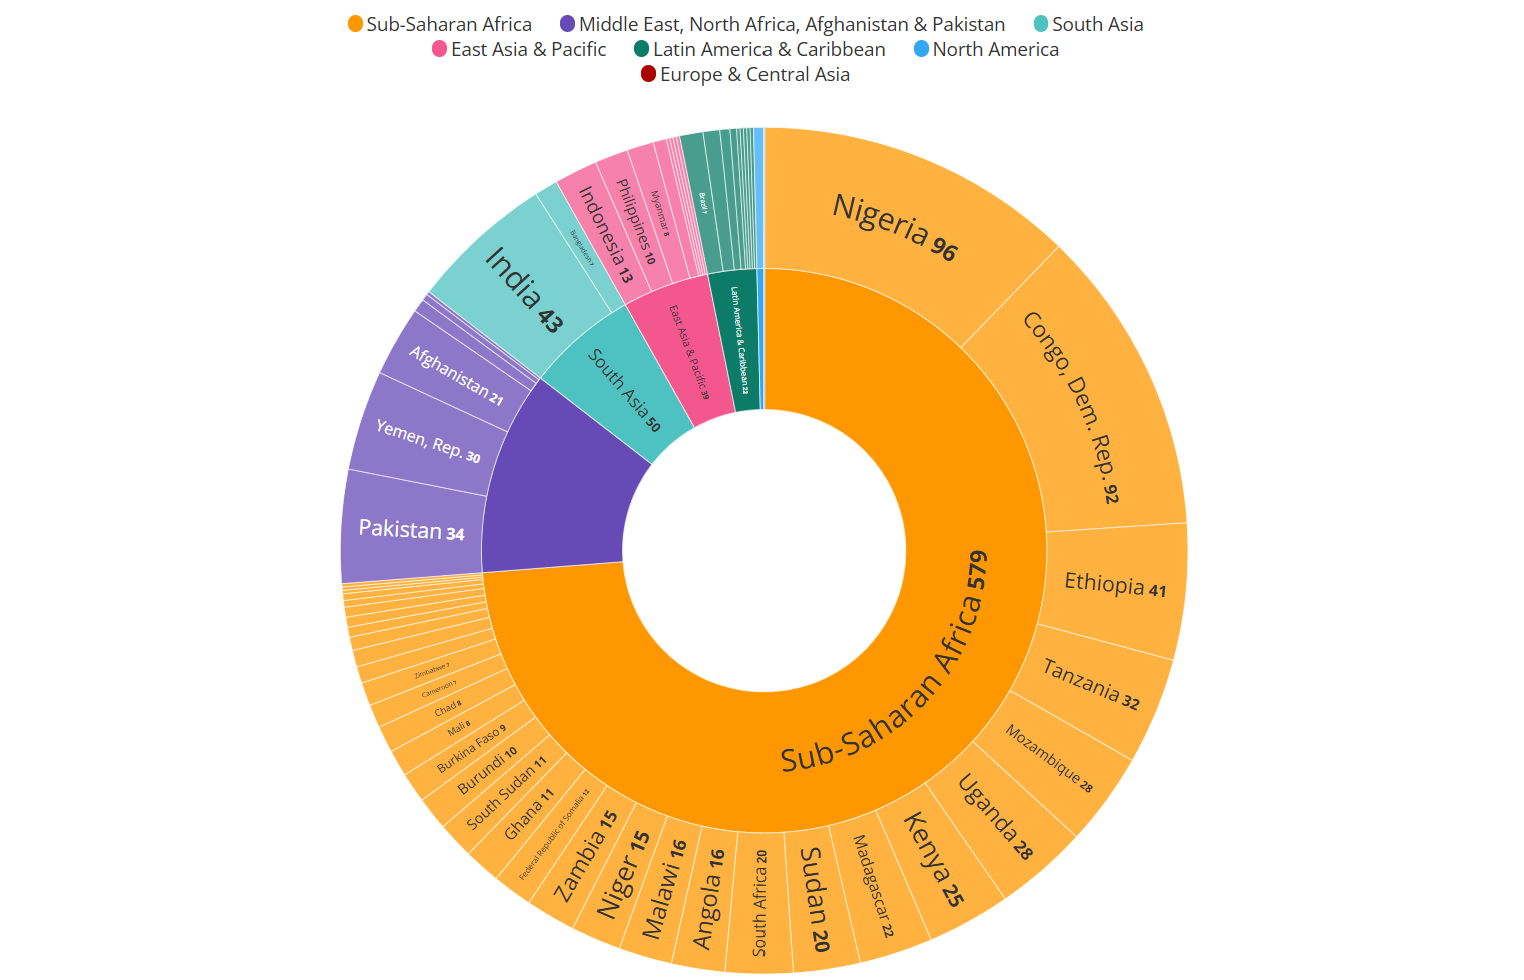 Sub-Saharan Africa
Middle East, North Africa, Afghanistan & Pakistan
South Asia
East Asia & Pacific
Latin America & Caribbean
North America
Europe & Central Asia
Nigeria 96
Congo, Dem. Rep. 92
Ethiopia 41
Tanzania 32
Mozambique 28
Uganda 28
Kenya 25
Madagascar 22
Sudan 20
South Africa 20
Angola 16
Malawi 16
Niger 15
Zambia 15
Federal Republic of Somalia 12
Ghana 11
South Sudan 11
Burundi 10
Burkina Faso 9
Mali 8
Chad 8
Cameroon 7
Zimbabwe 7
Pakistan 34
Yemen, Rep. 30
Afghanistan 21
India 43
Bangladesh 7
Indonesia 13
Philippines 10
Myanmar 8
Brazil 7
Sub-Saharan Africa 579
South Asia 50
East Asia & Pacific 39
Latin America & Caribbean 22